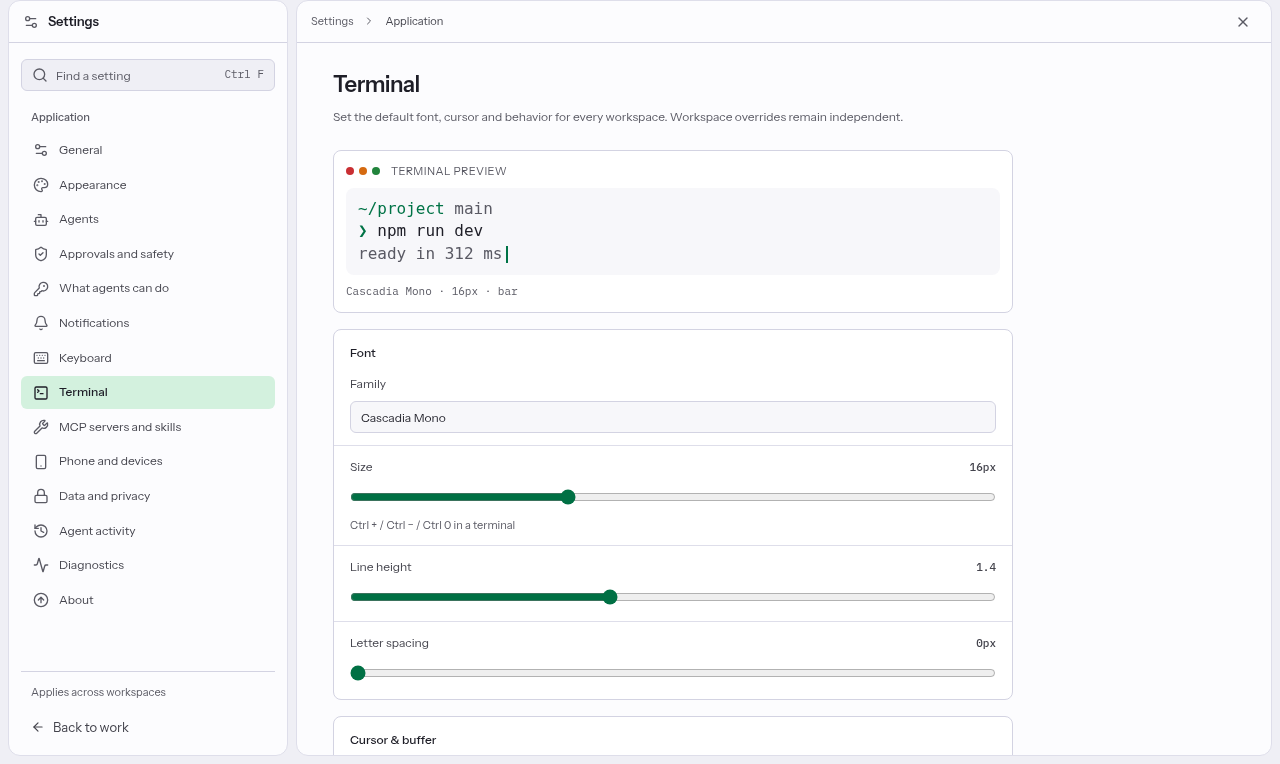 Settings
Find a setting
Ctrl F
Application
General
Appearance
Agents
Approvals and safety
What agents can do
Notifications
Keyboard
Terminal
MCP servers and skills
Phone and devices
Data and privacy
Agent activity
Diagnostics
About
Applies across workspaces
Back to work
Settings > Application
Terminal
Set the default font, cursor and behavior for every workspace. Workspace overrides remain independent.
TERMINAL PREVIEW
~/project main
❯ npm run dev
ready in 312 ms
Cascadia Mono · 16px · bar
Font
Family
Cascadia Mono
Size
16px
Ctrl + / Ctrl − / Ctrl 0 in a terminal
Line height
1.4
Letter spacing
0px
Cursor & buffer